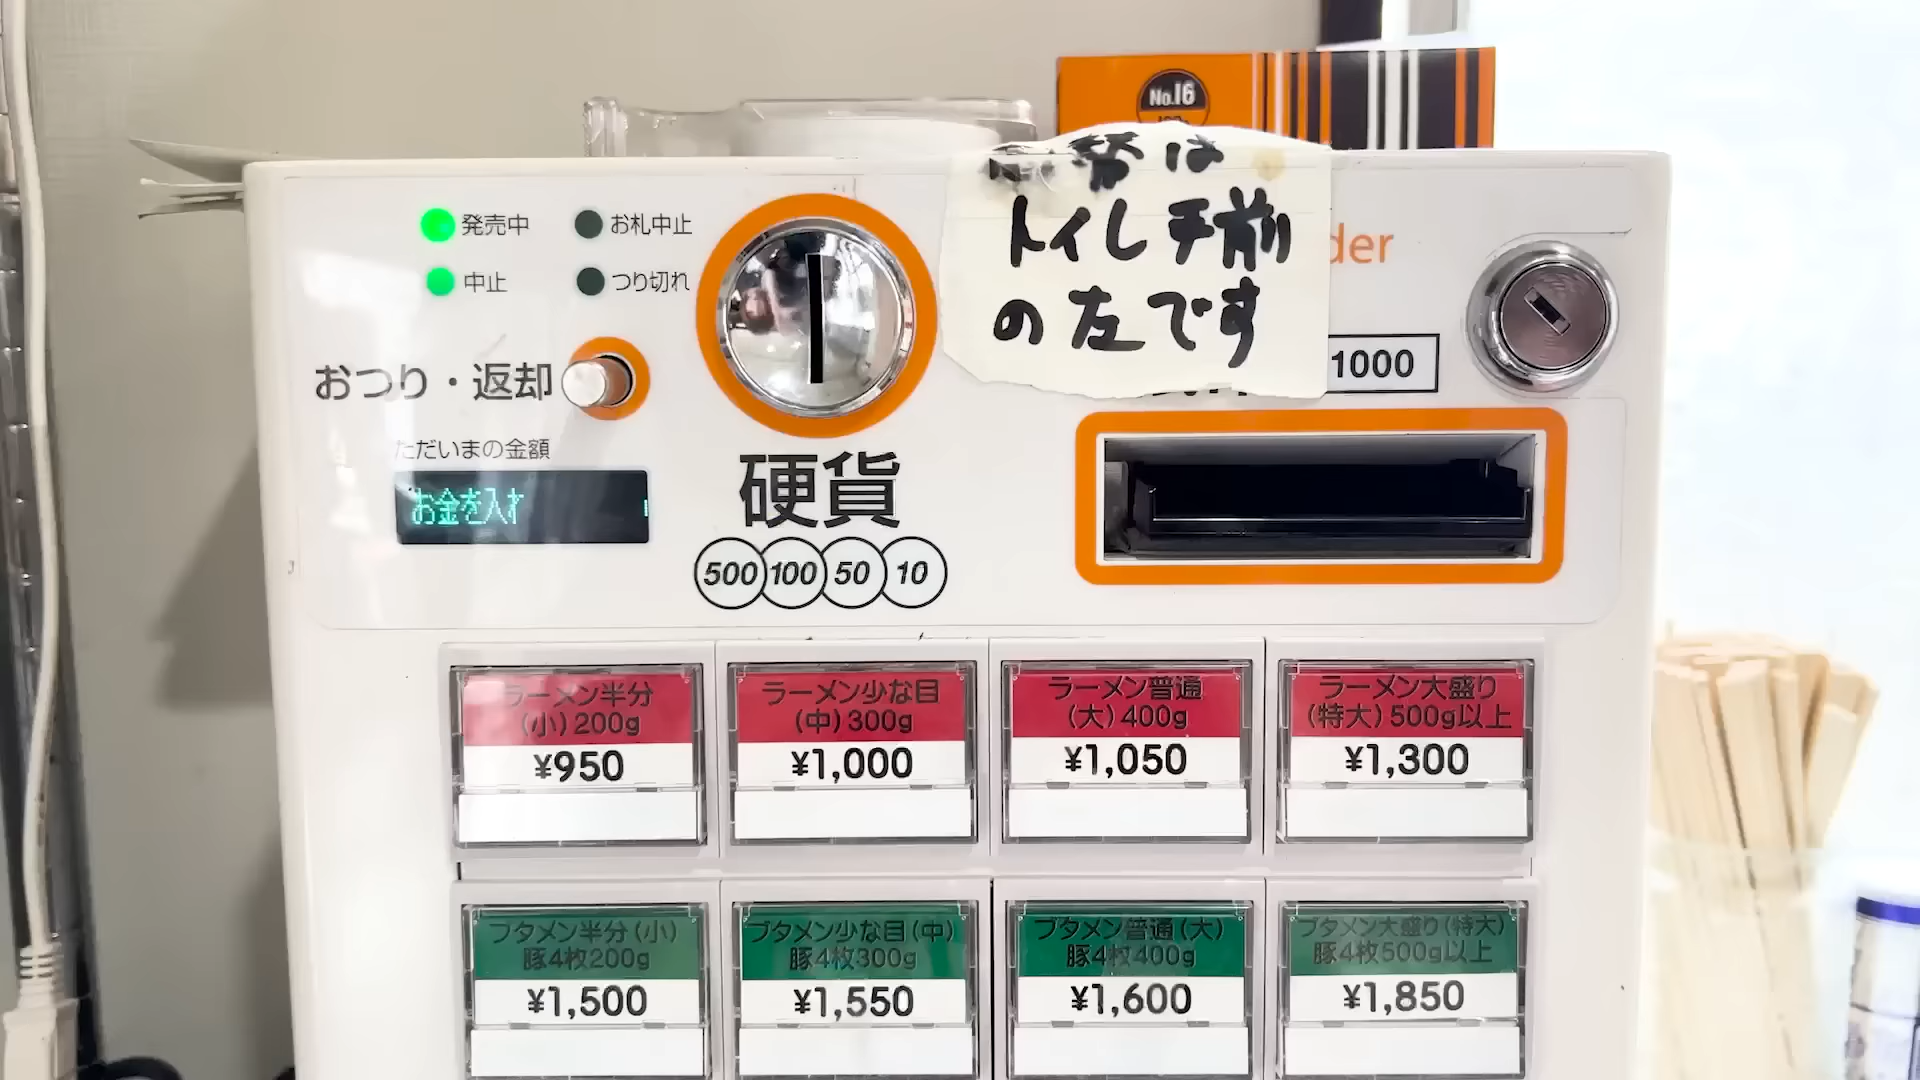 No.16
替は
トイレ手前
の左です
der
発売中
お札中止
中止
つり切れ
おつり・返却
1000
ただいまの金額
お金を入れ
硬貨
500 100 50 10
ラーメン半分
(小)200g
¥950
ラーメン少な目
(中)300g
¥1,000
ラーメン普通
(大)400g
¥1,050
ラーメン大盛り
(特大)500g以上
¥1,300
ブタメン半分(小)
豚4枚200g
¥1,500
ブタメン少な目(中)
豚4枚300g
¥1,550
ブタメン普通(大)
豚4枚400g
¥1,600
ブタメン大盛り(特大)
豚4枚500g以上
¥1,850